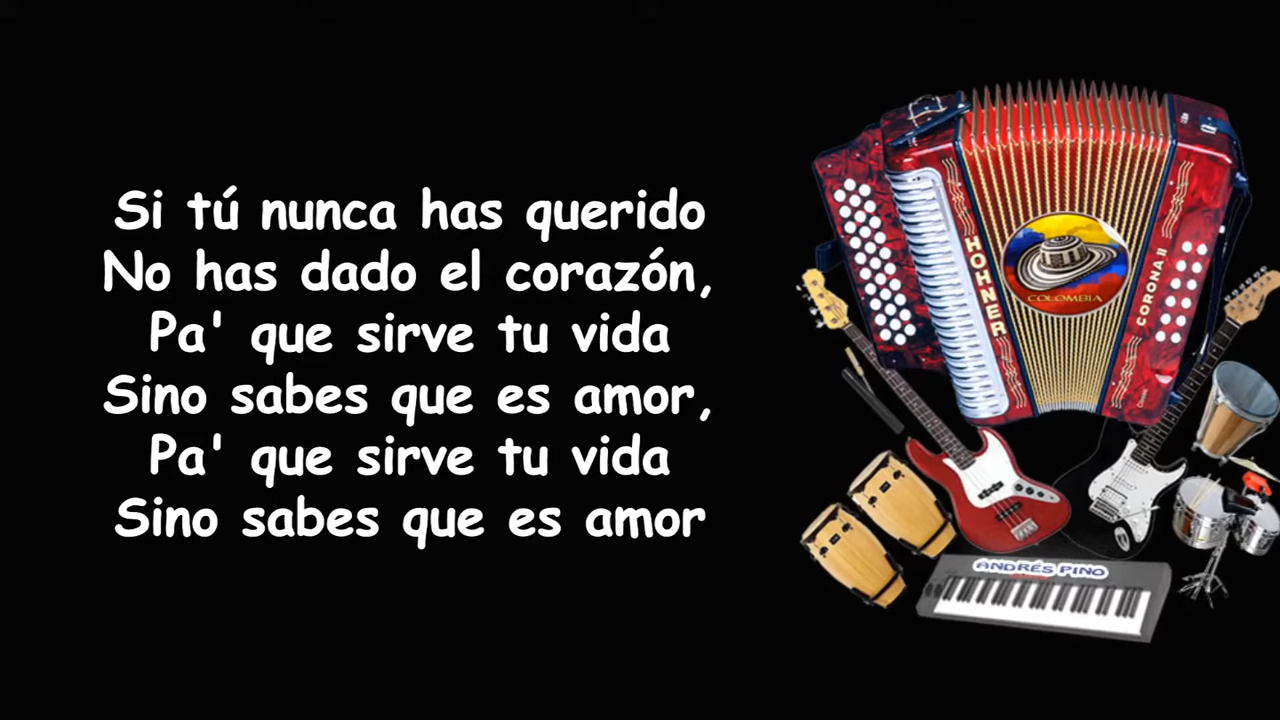 Si tú nunca has querido
No has dado el corazón,
Pa' que sirve tu vida
Sino sabes que es amor,
Pa' que sirve tu vida
Sino sabes que es amor
HOHNER
COLOMBIA
CORONA II
ANDRÉS PINO